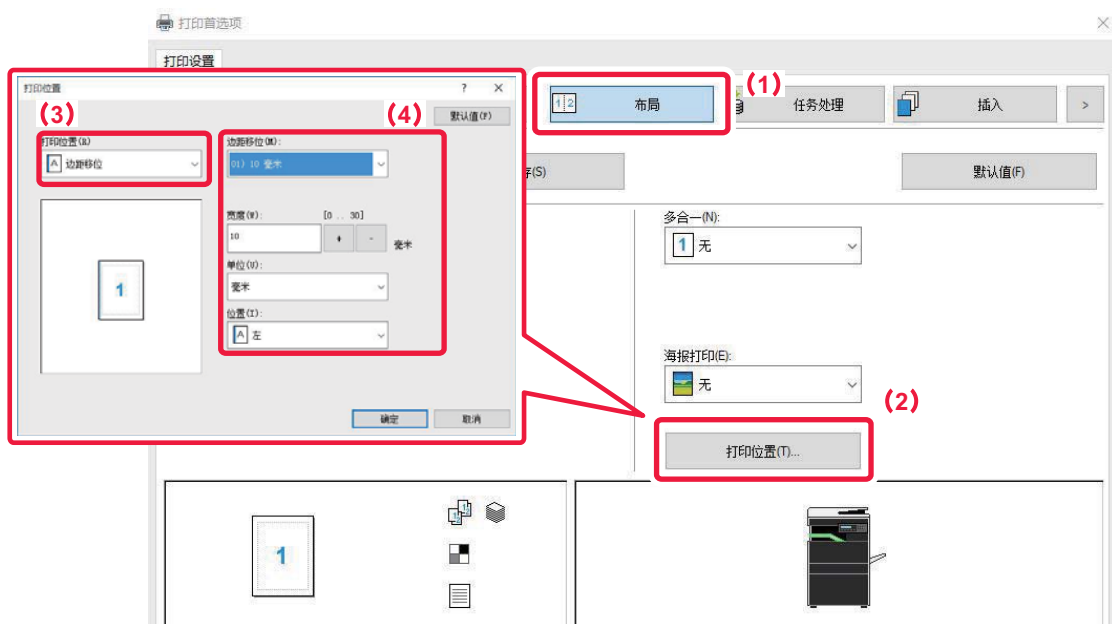 打印首选项
打印设置
(1)
1 2 布局
任务处理
插入
>
存(S)
默认值(F)
打印位置
? ×
(3)
(4)
默认值(F)
打印位置(A)
A 边距移位
边距移位(M):
01) 10 毫米
宽度(W): [0 .. 30]
10 + - 毫米
单位(U):
毫米
位置(I):
A 左
1
确定 取消
多合一(N):
1 无
海报打印(E):
无
(2)
打印位置(T)...
1